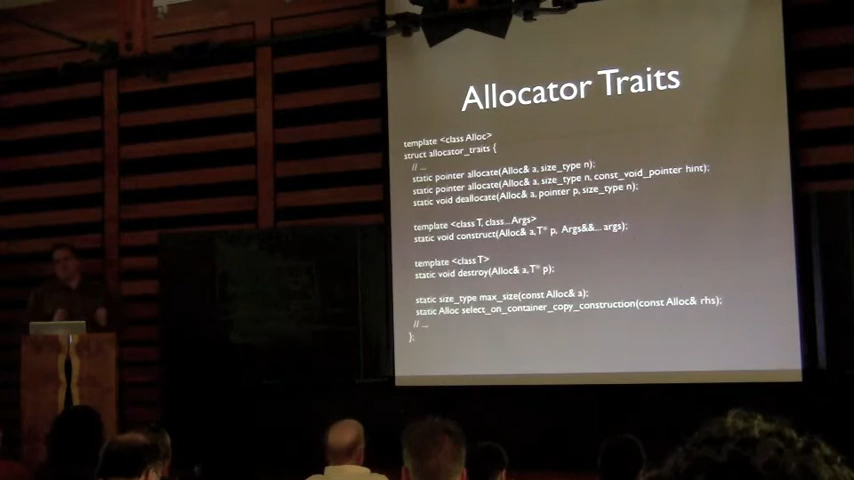 Allocator Traits
template <class Alloc>
struct allocator_traits {
// ...
static pointer allocate(Alloc& a, size_type n);
static pointer allocate(Alloc& a, size_type n, const_void_pointer hint);
static void deallocate(Alloc& a, pointer p, size_type n);
template <class T, class... Args>
static void construct(Alloc& a, T* p, Args&&... args);
template <class T>
static void destroy(Alloc& a, T* p);
static size_type max_size(const Alloc& a);
static Alloc select_on_container_copy_construction(const Alloc& rhs);
// ...
};